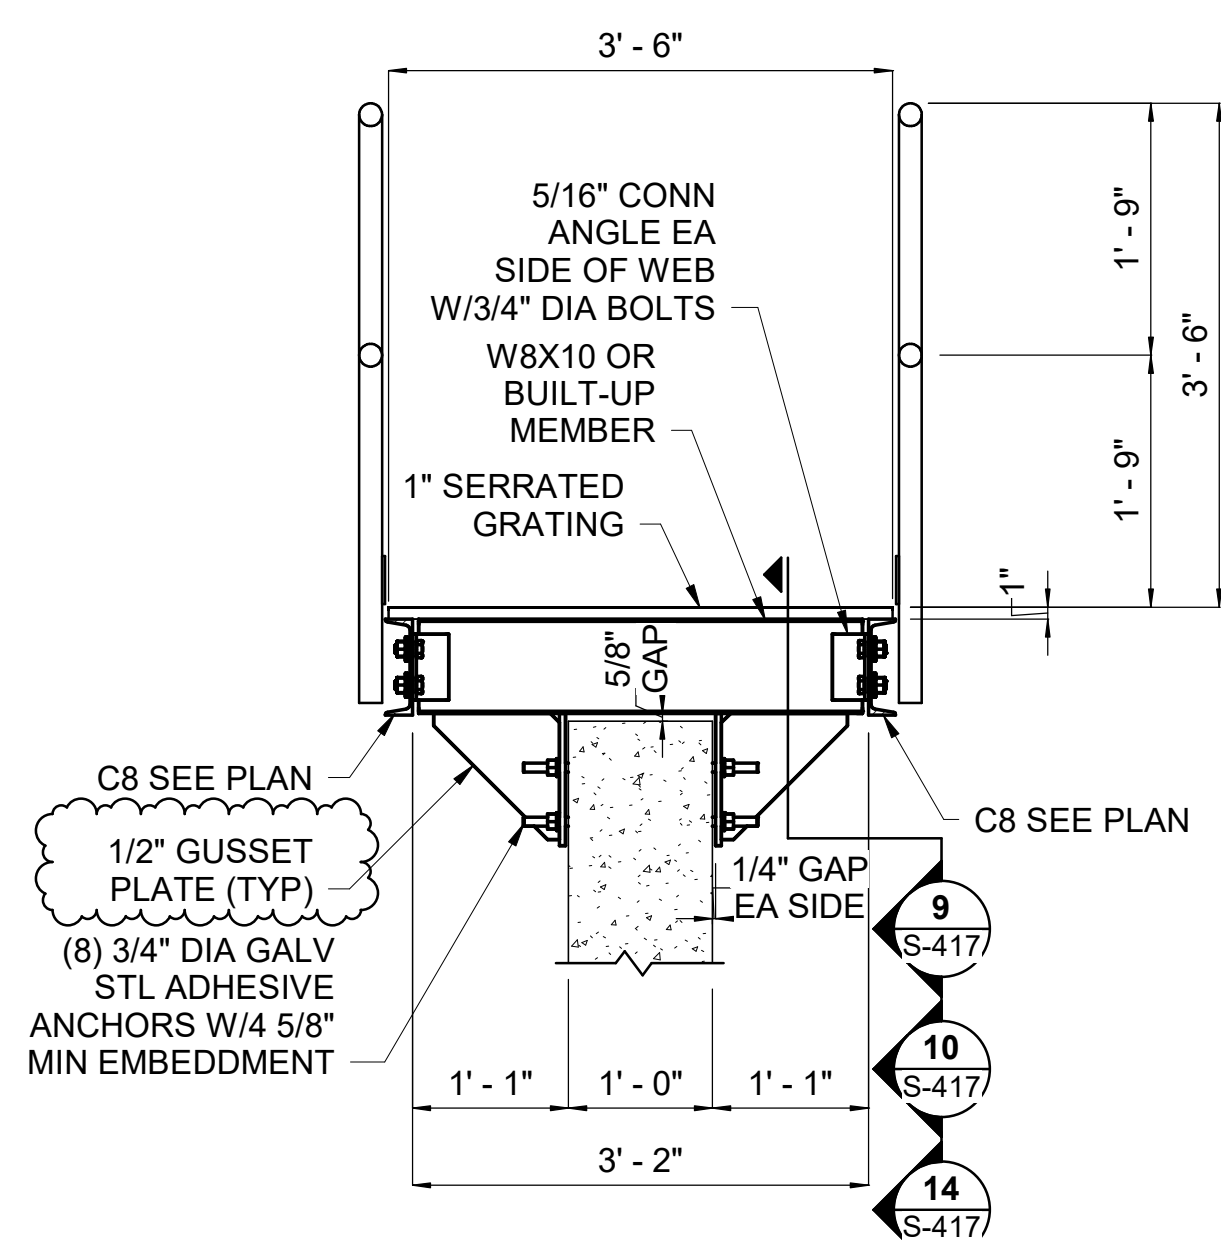 3' - 6"
5/16" CONN
ANGLE EA
SIDE OF WEB
W/3/4" DIA BOLTS
W8X10 OR
BUILT-UP
MEMBER
1" SERRATED
GRATING
1' - 9"
1' - 9"
3' - 6"
1"
5/8"
GAP
C8 SEE PLAN
1/2" GUSSET
PLATE (TYP)
(8) 3/4" DIA GALV
STL ADHESIVE
ANCHORS W/4 5/8"
MIN EMBEDDMENT
C8 SEE PLAN
1/4" GAP
EA SIDE
9
S-417
10
S-417
14
S-417
1' - 1"
1' - 0"
1' - 1"
3' - 2"